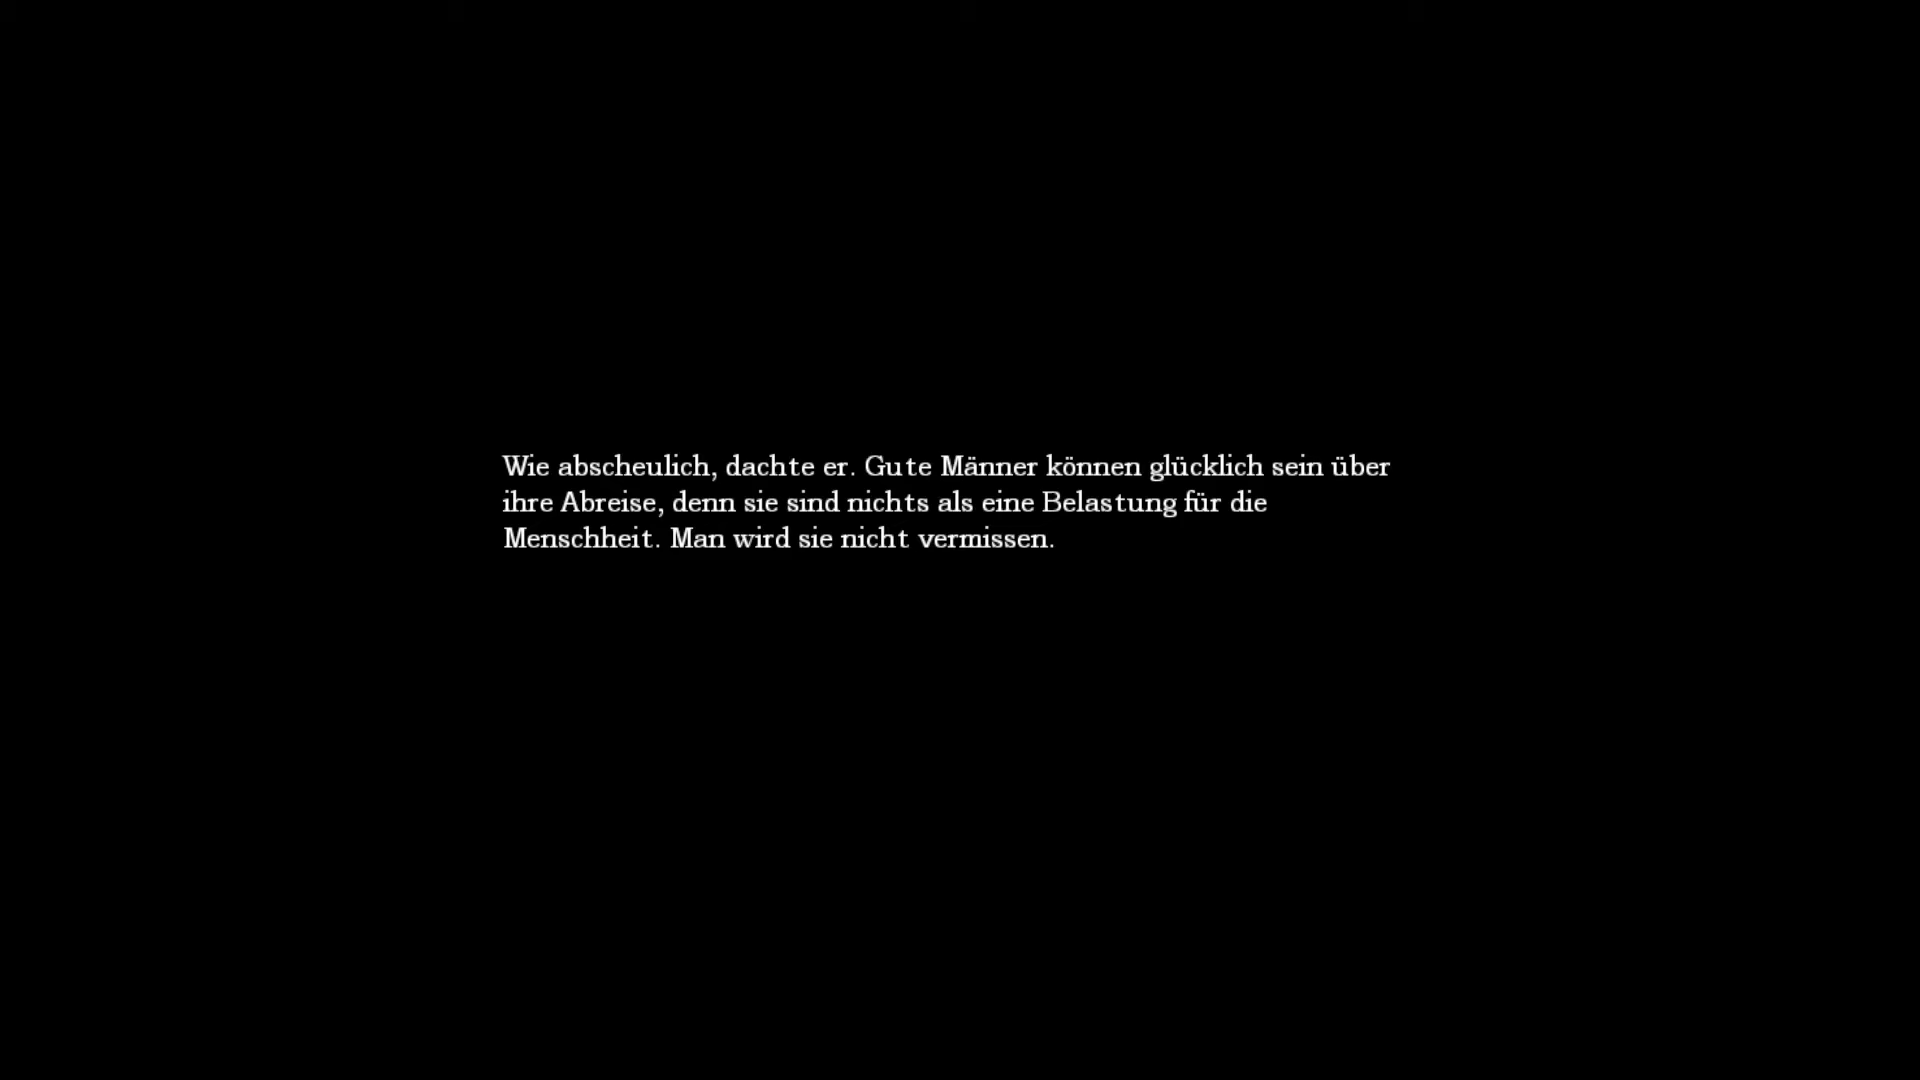 Wie abscheulich, dachte er. Gute Männer können glücklich sein über
ihre Abreise, denn sie sind nichts als eine Belastung für die
Menschheit. Man wird sie nicht vermissen.